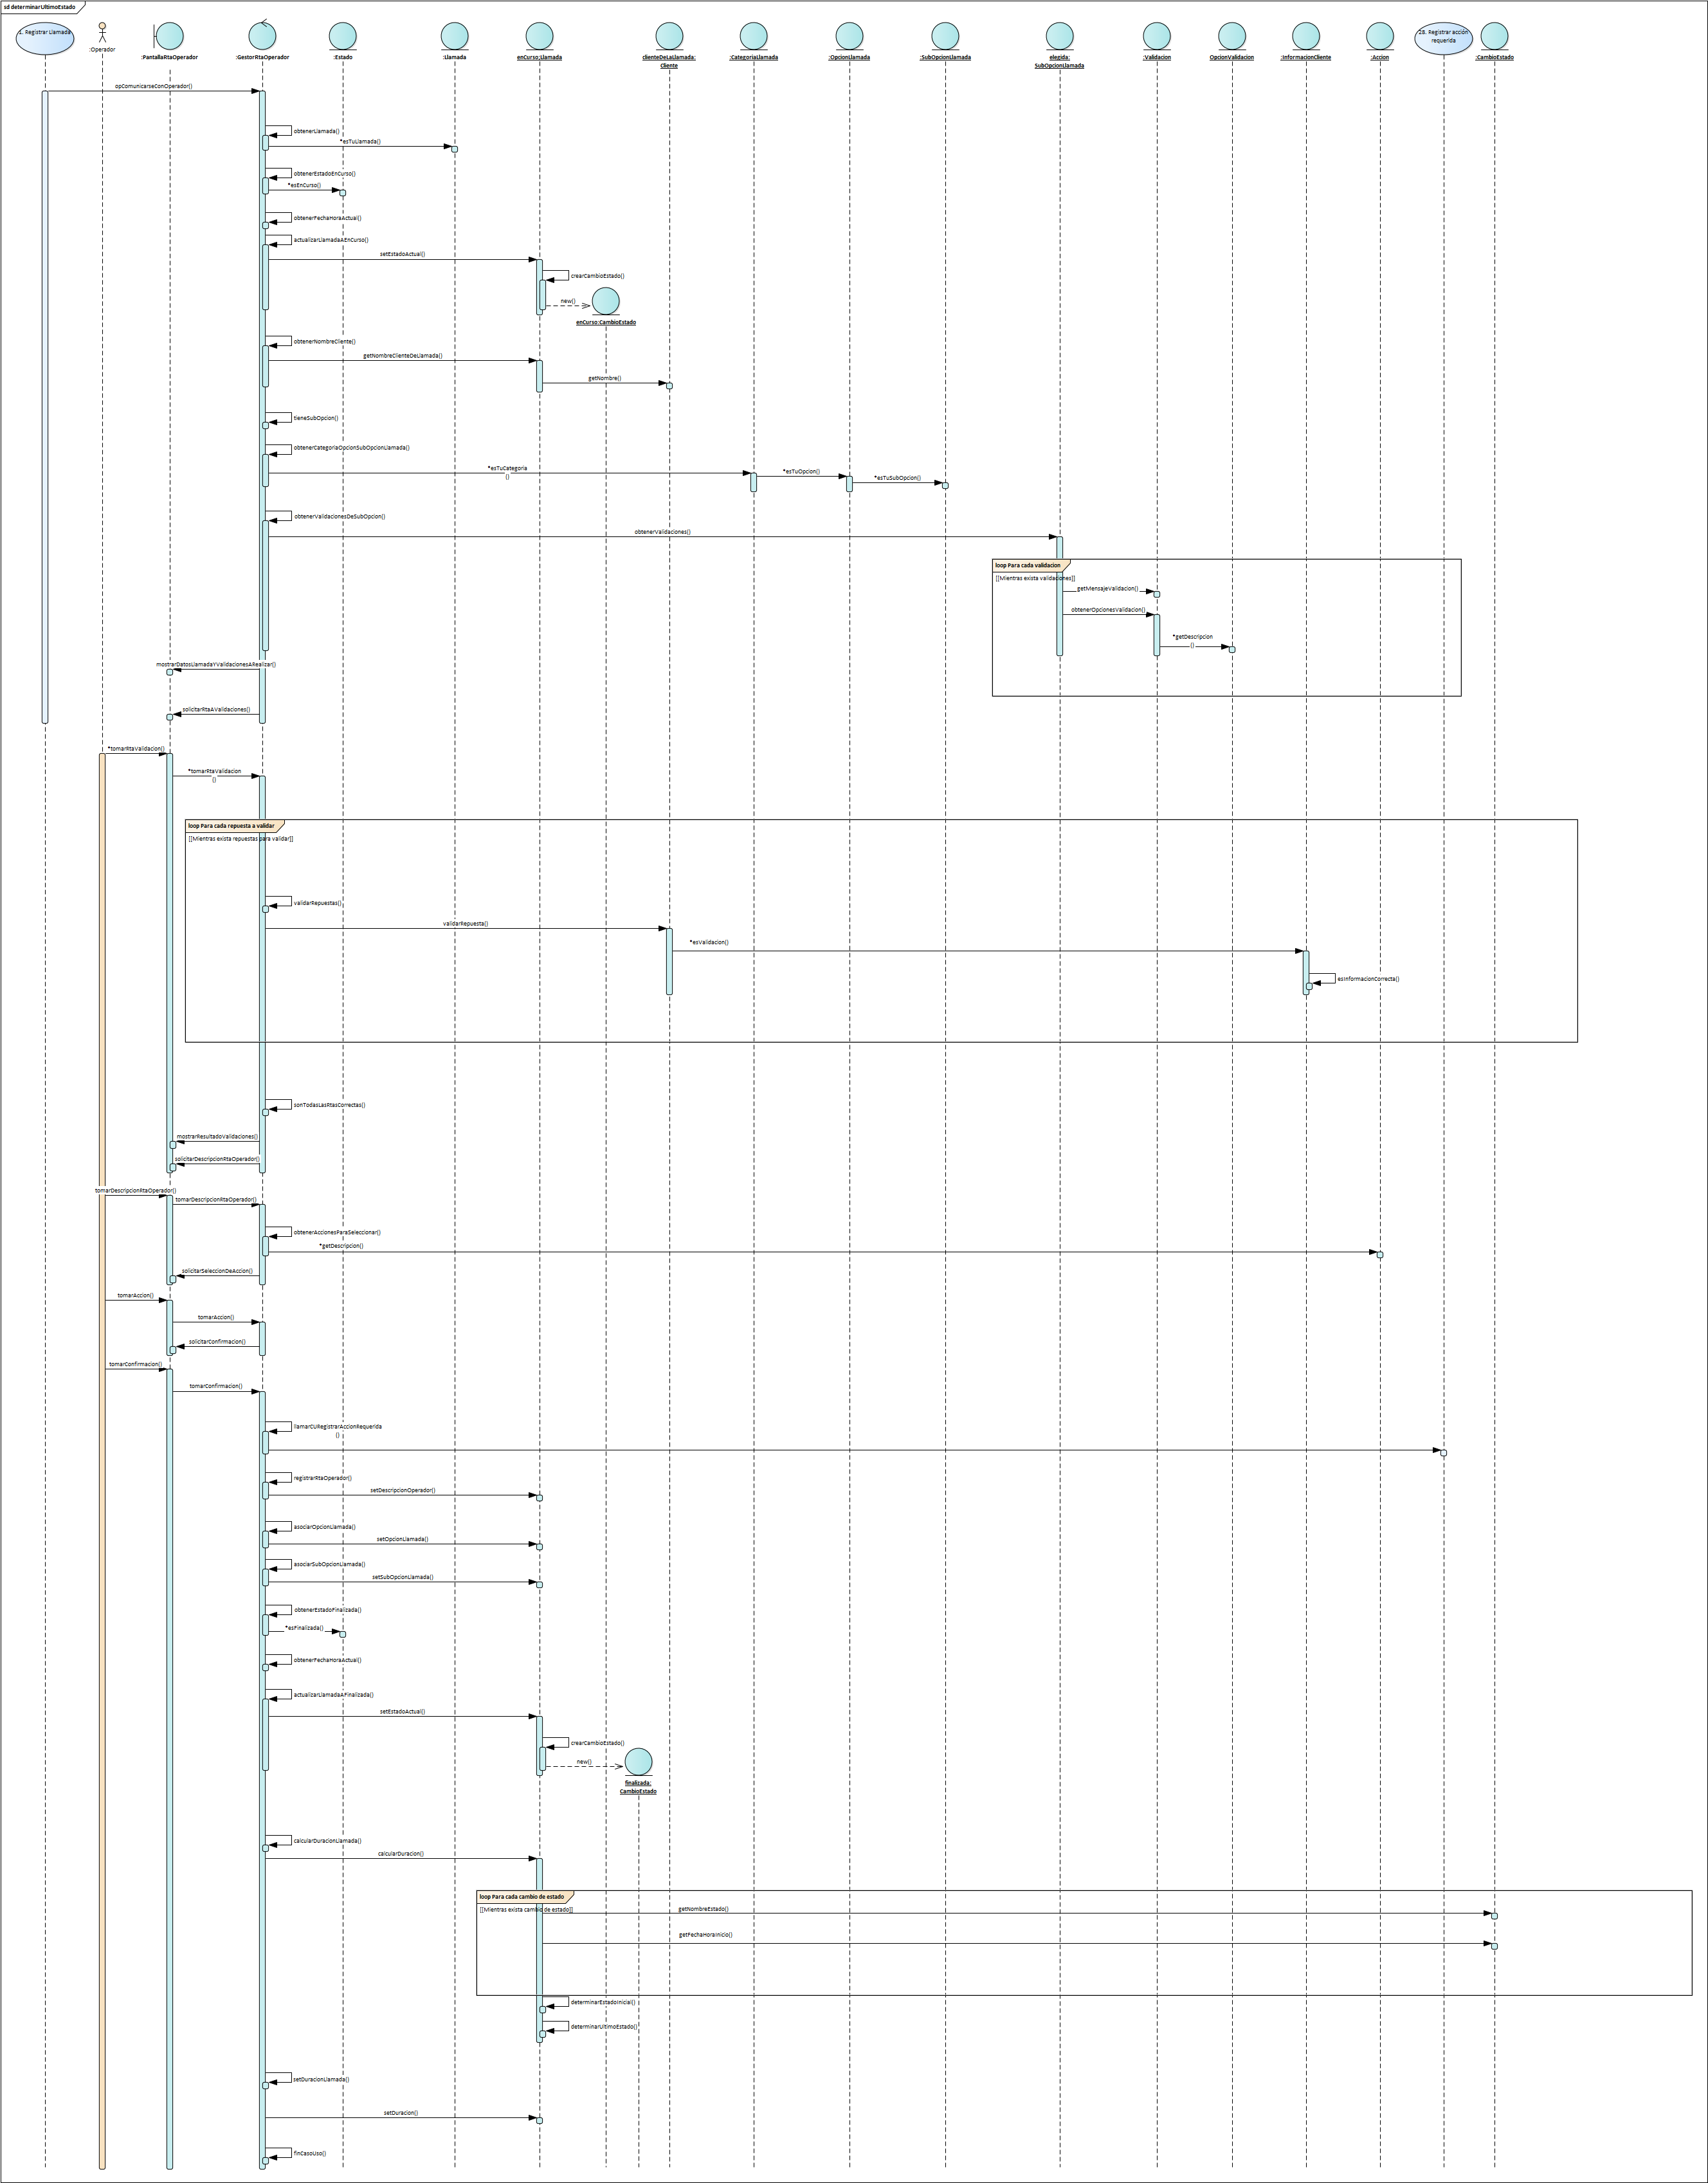 sd determinarUltimoEstado
1. Registrar Llamada
:Operador
:PantallaRtaOperador
:GestorRtaOperador
:Estado
:Llamada
enCurso:Llamada
clienteDeLaLlamada:
Cliente
:CategoriaLlamada
:OpcionLlamada
:SubOpcionLlamada
elegida:
SubOpcionLlamada
:Validacion
OpcionValidacion
:InformacionCliente
:Accion
28. Registrar acción
requerida
:CambioEstado
opComunicarseConOperador()
obtenerLlamada()
*esTuLlamada()
obtenerEstadoEnCurso()
*esEnCurso()
obtenerFechaHoraActual()
actualizarLlamadaAEnCurso()
setEstadoActual()
crearCambioEstado()
new()
enCurso:CambioEstado
obtenerNombreCliente()
getNombreClienteDeLlamada()
getNombre()
tieneSubOpcion()
obtenerCategoriaOpcionSubOpcionLlamada()
*esTuCategoria
()
*esTuOpcion()
*esTuSubOpcion()
obtenerValidacionesDeSubOpcion()
obtenerValidaciones()
loop Para cada validacion
[[Mientras exista validaciones]]
getMensajeValidacion()
obtenerOpcionesValidacion()
*getDescripcion
()
mostrarDatosLlamadaYValidacionesARealizar()
solicitarRtaAValidaciones()
*tomarRtaValidacion()
*tomarRtaValidacion
()
loop Para cada repuesta a validar
[[Mientras exista repuestas para validar]]
validarRepuestas()
validarRepuesta()
*esValidacion()
esInformacionCorrecta()
sonTodasLasRtasCorrectas()
mostrarResultadoValidaciones()
solicitarDescripcionRtaOperador()
tomarDescripcionRtaOperador()
tomarDescripcionRtaOperador()
obtenerAccionesParaSeleccionar()
*getDescripcion()
solicitarSeleccionDeAccion()
tomarAccion()
tomarAccion()
solicitarConfirmacion()
tomarConfirmacion()
tomarConfirmacion()
llamarCURegistrarAccionRequerida
()
registrarRtaOperador()
setDescripcionOperador()
asociarOpcionLlamada()
setOpcionLlamada()
asociarSubOpcionLlamada()
setSubOpcionLlamada()
obtenerEstadoFinalizada()
*esFinalizada()
obtenerFechaHoraActual()
actualizarLlamadaAFinalizada()
setEstadoActual()
crearCambioEstado()
new()
finalizada:
CambioEstado
calcularDuracionLlamada()
calcularDuracion()
loop Para cada cambio de estado
[[Mientras exista cambio de estado]]
getNombreEstado()
getFechaHoraInicio()
determinarEstadoInicial()
determinarUltimoEstado()
setDuracionLlamada()
setDuracion()
finCasoUso()